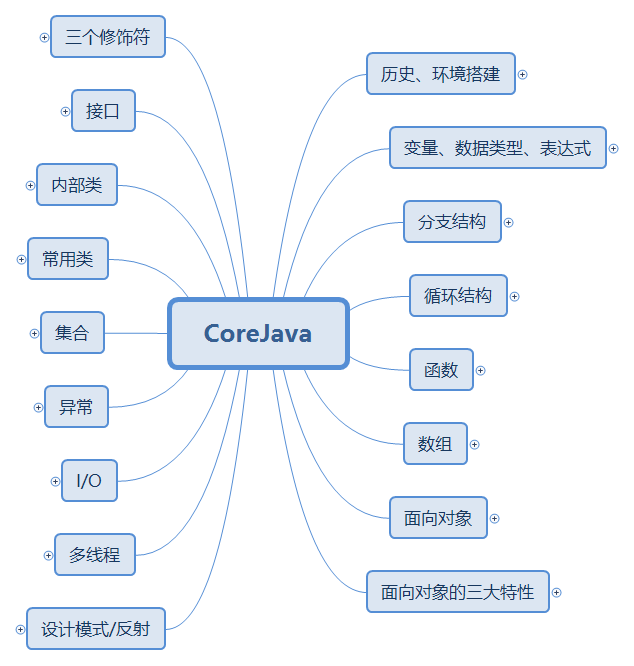 三个修饰符
历史、环境搭建
接口
变量、数据类型、表达式
内部类
分支结构
常用类
循环结构
CoreJava
集合
函数
异常
数组
I/O
面向对象
多线程
面向对象的三大特性
设计模式/反射